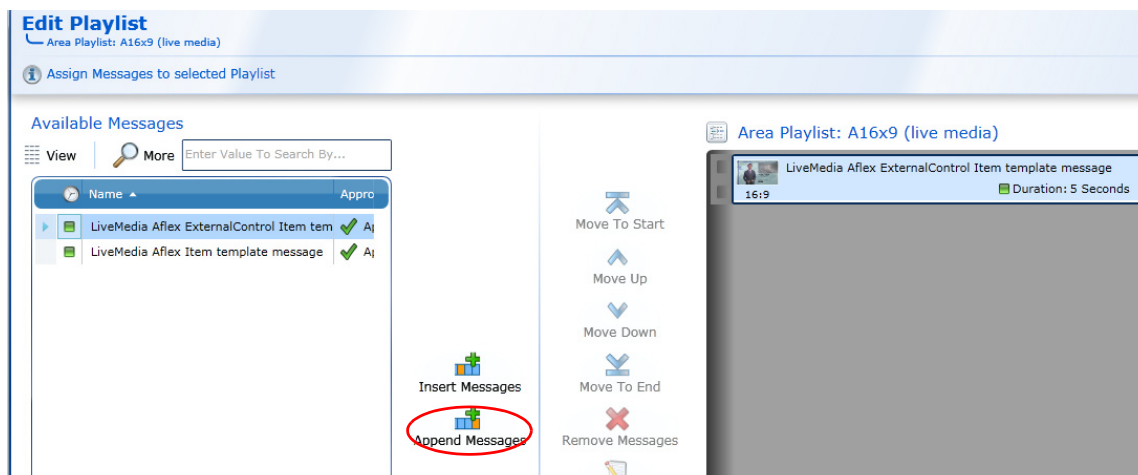 Edit Playlist
Area Playlist: A16x9 (live media)
Assign Messages to selected Playlist
Available Messages
View
More
Enter Value To Search By...
Name
Appro
LiveMedia Aflex ExternalControl Item tem
LiveMedia Aflex Item template message
Insert Messages
Append Messages
Move To Start
Move Up
Move Down
Move To End
Remove Messages
Area Playlist: A16x9 (live media)
LiveMedia Aflex ExternalControl Item template message
16:9
Duration: 5 Seconds